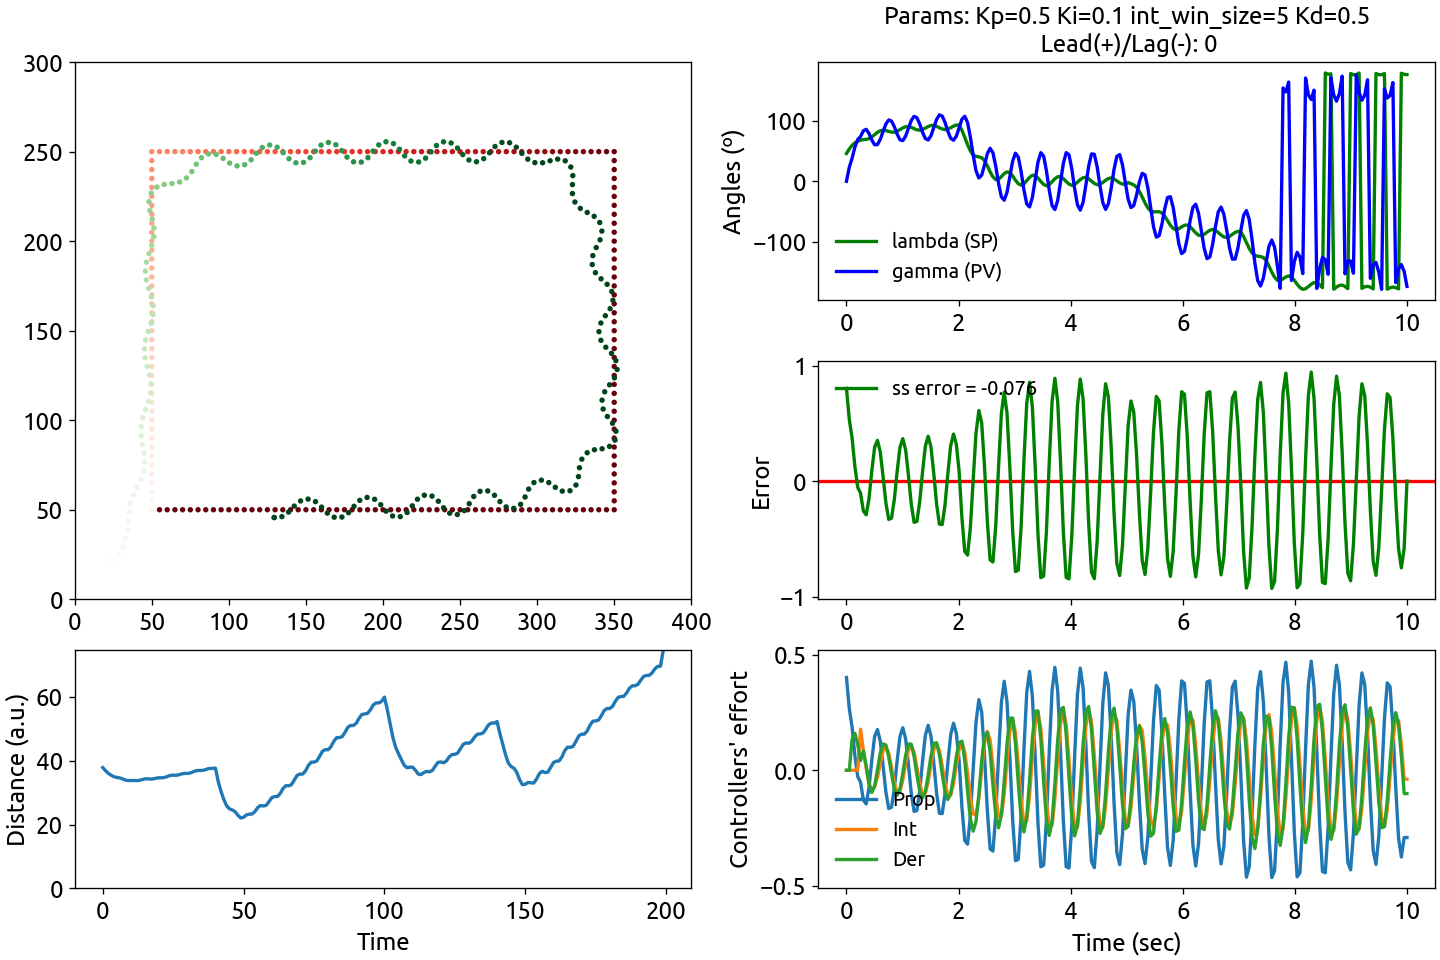 Params: Kp=0.5 Ki=0.1 int_win_size=5 Kd=0.5
Lead(+)/Lag(-): 0
300
250
200
150
100
50
0
0 50 100 150 200 250 300 350 400
Angles (º)
100
0
−100
lambda (SP)
gamma (PV)
0 2 4 6 8 10
Error
1
0
−1
ss error = -0.076
0 2 4 6 8 10
Distance (a.u.)
60
40
20
0
0 50 100 150 200
Time
Controllers' effort
0.5
0.0
−0.5
Prop
Int
Der
0 2 4 6 8 10
Time (sec)